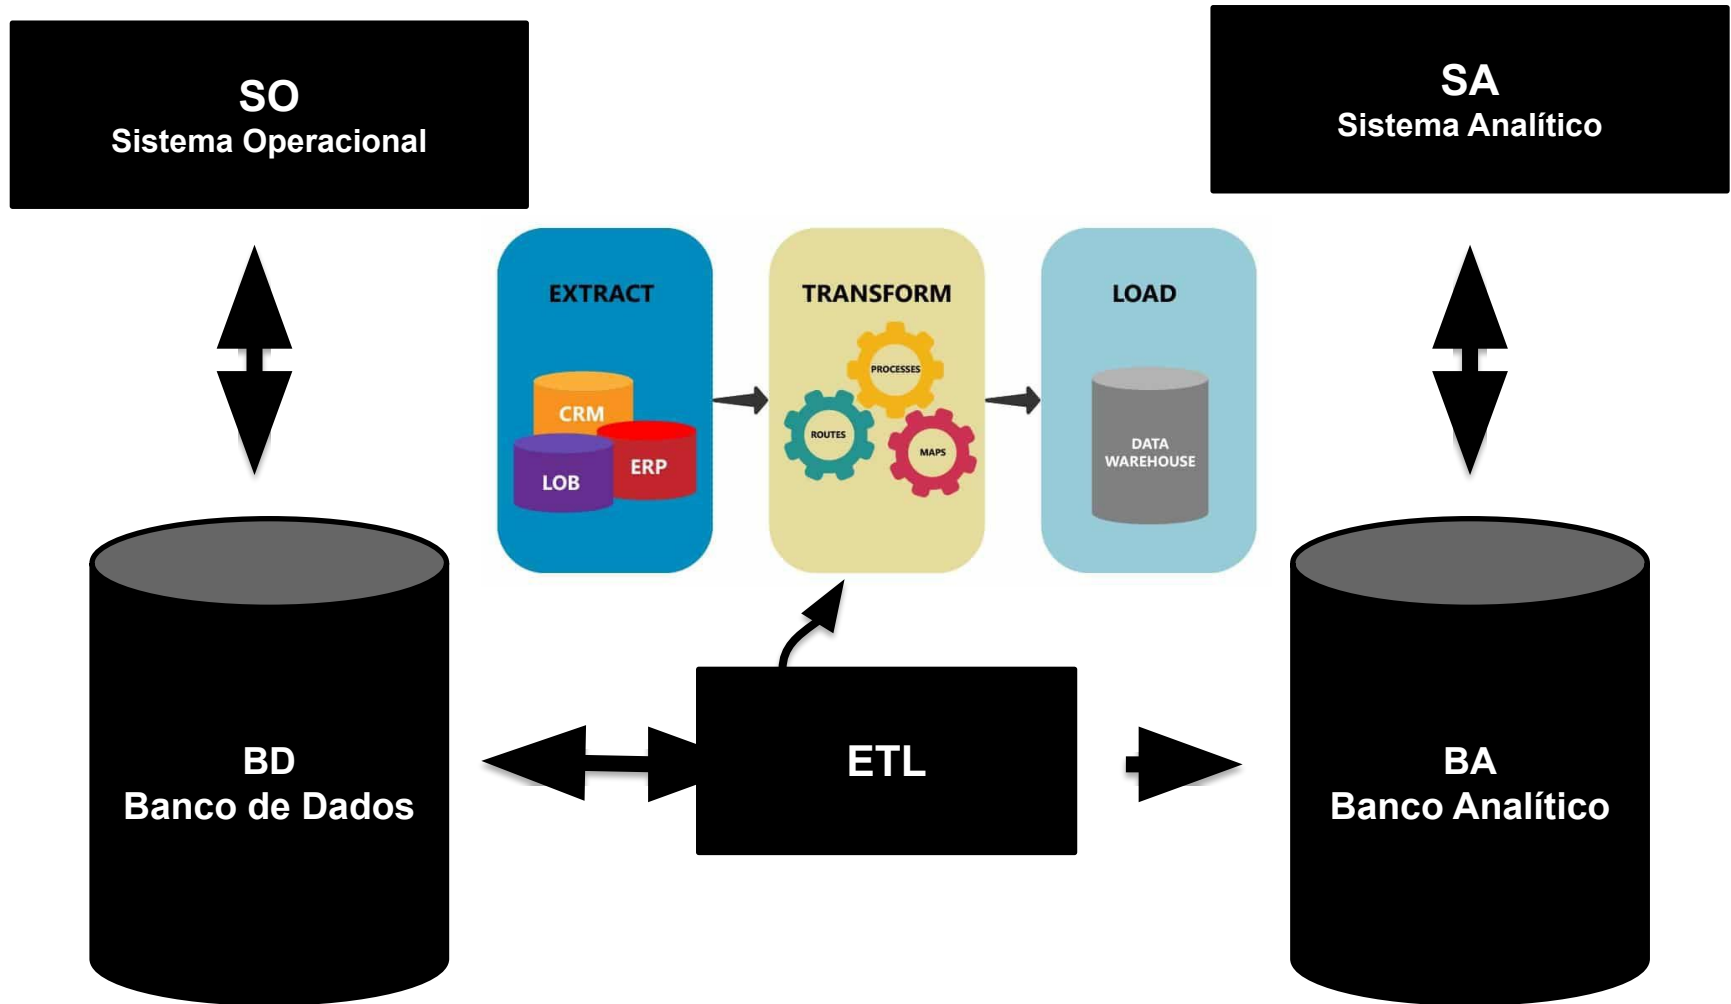 SO
Sistema Operacional
SA
Sistema Analítico
EXTRACT
CRM
LOB
ERP
TRANSFORM
PROCESSES
ROUTES
MAPS
LOAD
DATA
WAREHOUSE
BD
Banco de Dados
ETL
BA
Banco Analítico